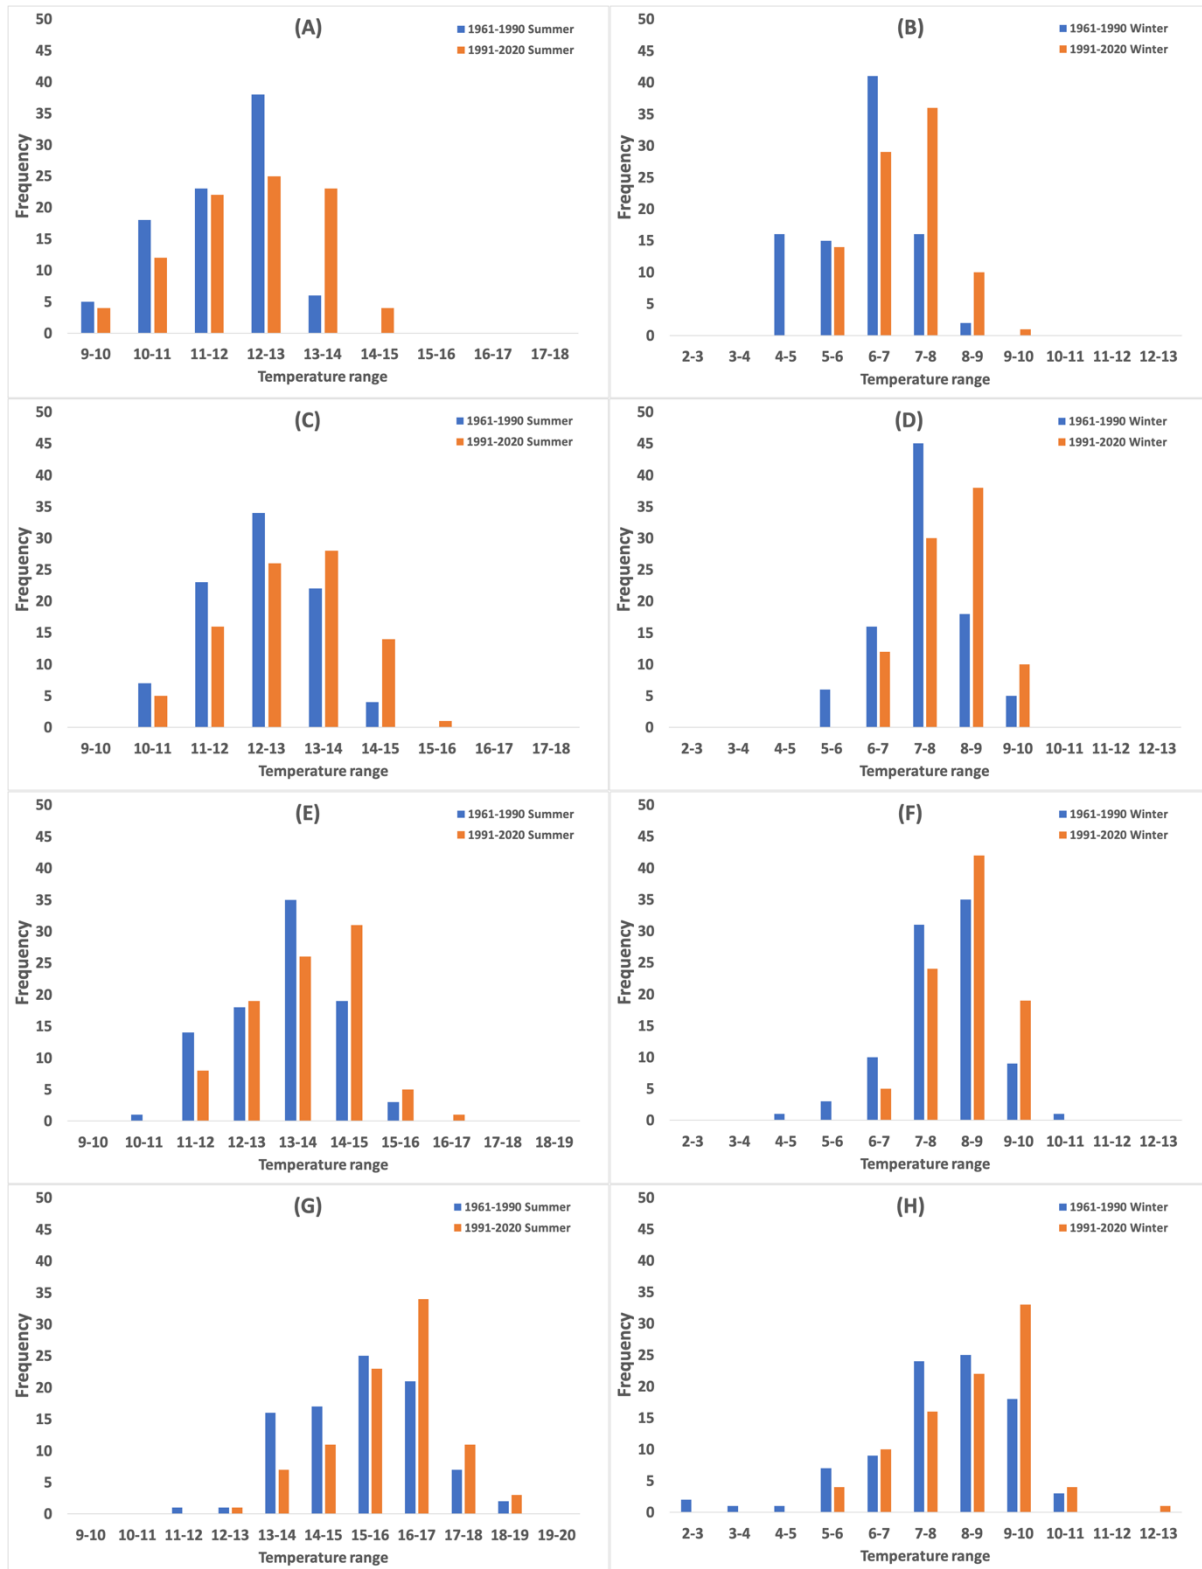 (A)
1961-1990 Summer
1991-2020 Summer
Frequency
50
45
40
35
30
25
20
15
10
5
0
9-10 10-11 11-12 12-13 13-14 14-15 15-16 16-17 17-18
Temperature range
(B)
1961-1990 Winter
1991-2020 Winter
Frequency
50
45
40
35
30
25
20
15
10
5
0
2-3 3-4 4-5 5-6 6-7 7-8 8-9 9-10 10-11 11-12 12-13
Temperature range
(C)
1961-1990 Summer
1991-2020 Summer
Frequency
50
45
40
35
30
25
20
15
10
5
0
9-10 10-11 11-12 12-13 13-14 14-15 15-16 16-17 17-18
Temperature range
(D)
1961-1990 Winter
1991-2020 Winter
Frequency
50
45
40
35
30
25
20
15
10
5
0
2-3 3-4 4-5 5-6 6-7 7-8 8-9 9-10 10-11 11-12 12-13
Temperature range
(E)
1961-1990 Summer
1991-2020 Summer
Frequency
50
45
40
35
30
25
20
15
10
5
0
9-10 10-11 11-12 12-13 13-14 14-15 15-16 16-17 17-18 18-19
Temperature range
(F)
1961-1990 Winter
1991-2020 Winter
Frequency
50
45
40
35
30
25
20
15
10
5
0
2-3 3-4 4-5 5-6 6-7 7-8 8-9 9-10 10-11 11-12 12-13
Temperature range
(G)
1961-1990 Summer
1991-2020 Summer
Frequency
50
45
40
35
30
25
20
15
10
5
0
9-10 10-11 11-12 12-13 13-14 14-15 15-16 16-17 17-18 18-19 19-20
Temperature range
(H)
1961-1990 Winter
1991-2020 Winter
Frequency
50
45
40
35
30
25
20
15
10
5
0
2-3 3-4 4-5 5-6 6-7 7-8 8-9 9-10 10-11 11-12 12-13
Temperature range